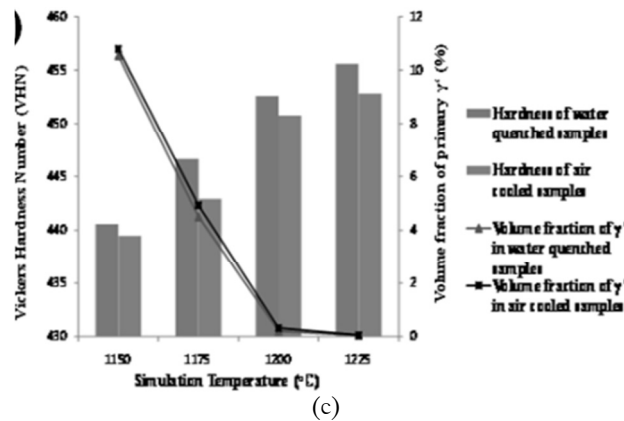 )
460
455
450
445
440
435
430
Vickers Hardness Number (VHN)
12
10
8
6
4
2
0
Volume fraction of primary γ' (%)
1150
1175
1200
1225
Simulation Temperature (°C)
Hardness of water
quenched samples
Hardness of air
cooled samples
Volume fraction of γ'
in water quenched
samples
Volume fraction of γ'
in air cooled samples
(c)